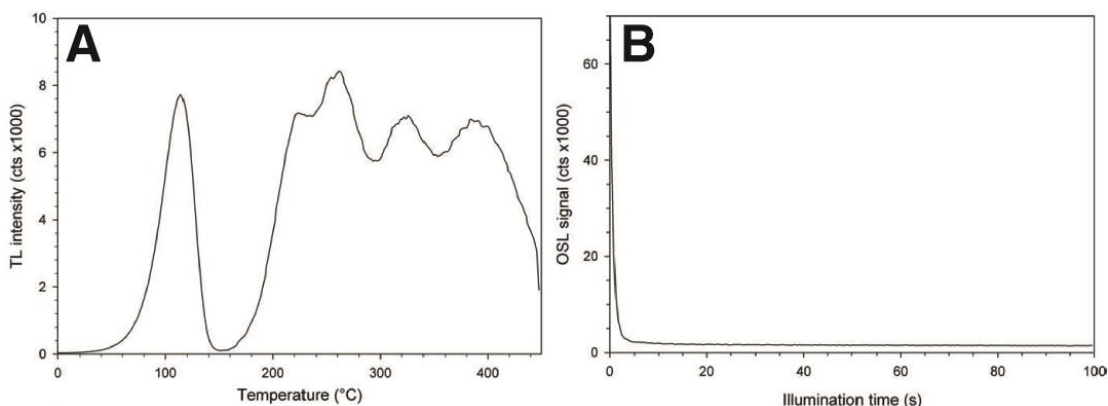 A
TL intensity (cts x1000)
10
8
6
4
2
0
0 100 200 300 400
Temperature (°C)
B
OSL signal (cts x1000)
60
40
20
0
0 20 40 60 80 100
Illumination time (s)